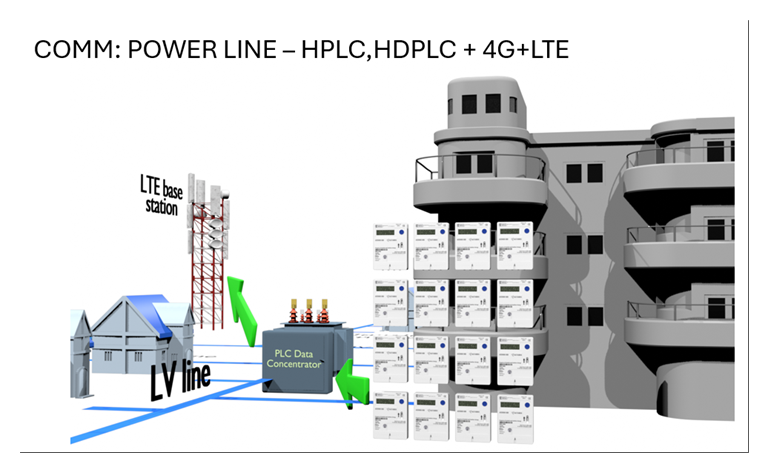 COMM: POWER LINE – HPLC,HDPLC + 4G+LTE
LTE base
station
PLC Data
Concentrator
LV line